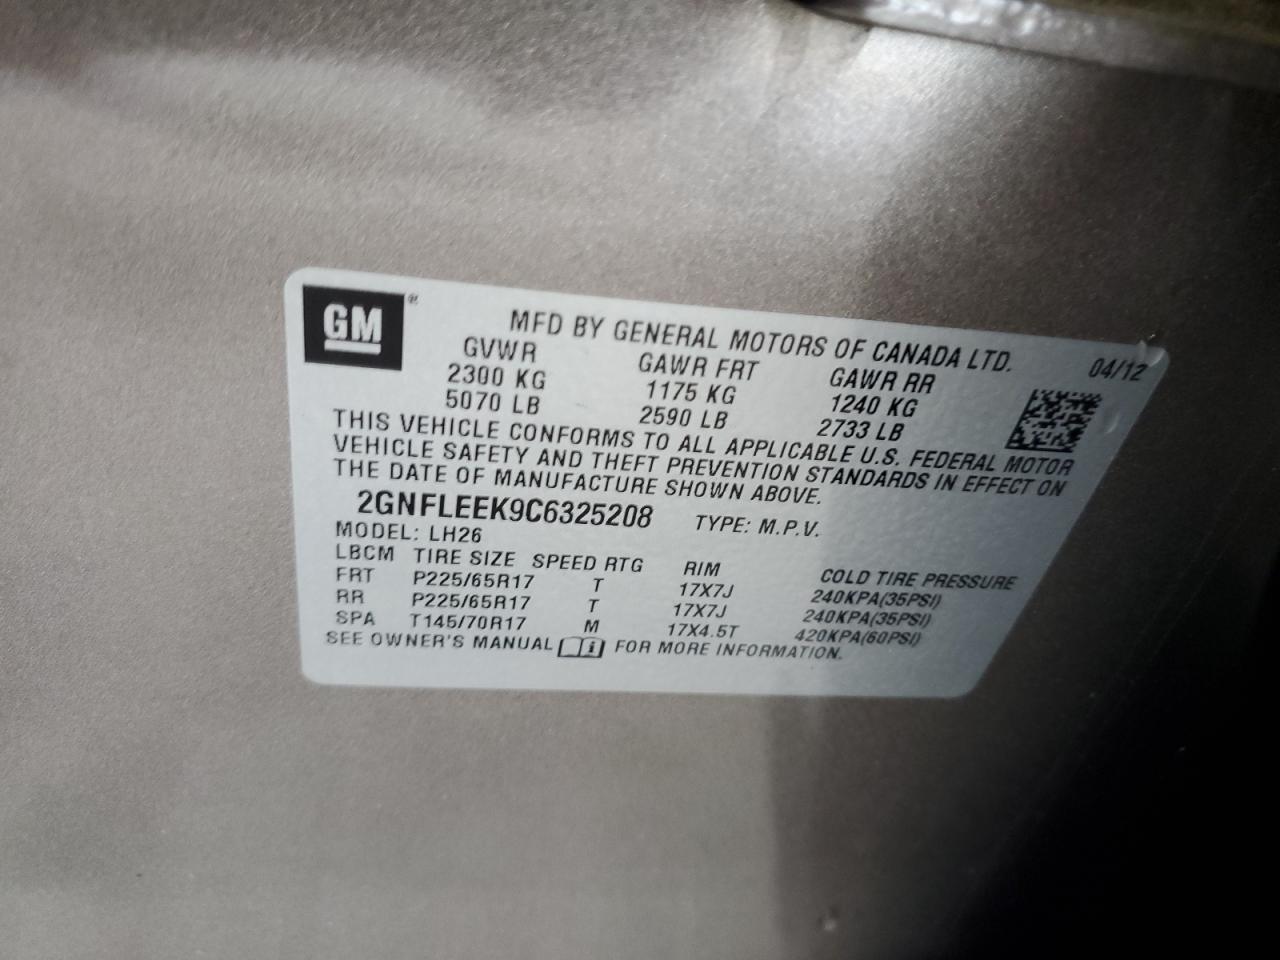 GM ®
MFD BY GENERAL MOTORS OF CANADA LTD.
04/12
GVWR GAWR FRT GAWR RR
2300 KG 1175 KG 1240 KG
5070 LB 2590 LB 2733 LB
THIS VEHICLE CONFORMS TO ALL APPLICABLE U.S. FEDERAL MOTOR
VEHICLE SAFETY AND THEFT PREVENTION STANDARDS IN EFFECT ON
THE DATE OF MANUFACTURE SHOWN ABOVE.
2GNFLEEK9C6325208 TYPE: M.P.V.
MODEL: LH26
LBCM TIRE SIZE SPEED RTG RIM COLD TIRE PRESSURE
FRT P225/65R17 T 17X7J 240KPA(35PSI)
RR P225/65R17 T 17X7J 240KPA(35PSI)
SPA T145/70R17 M 17X4.5T 420KPA(60PSI)
SEE OWNER'S MANUAL i FOR MORE INFORMATION.